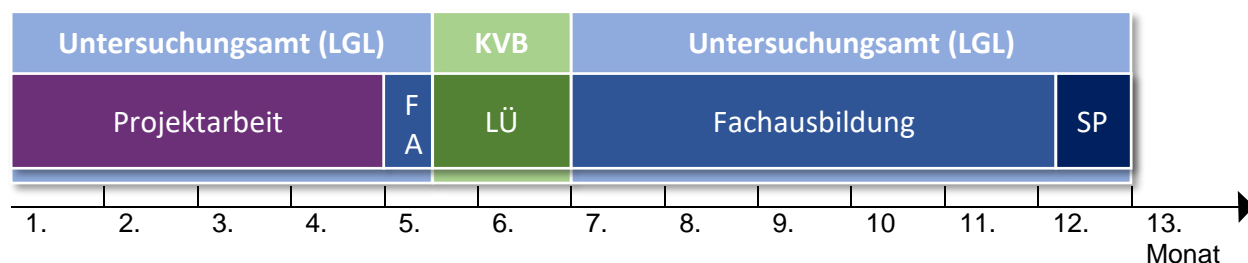 Untersuchungsamt (LGL) KVB Untersuchungsamt (LGL)
Projektarbeit F A LÜ Fachausbildung SP
1. 2. 3. 4. 5. 6. 7. 8. 9. 10 11. 12. 13.
Monat